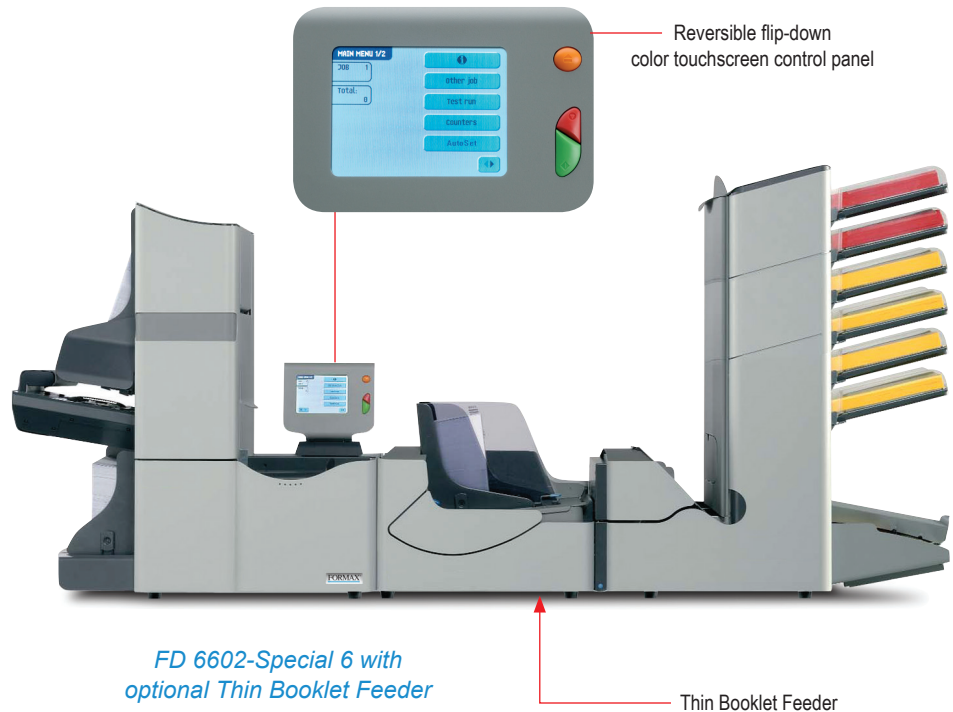 Reversible flip-down
color touchscreen control panel
MAIN MENU 1/2
JOB 1
Other job
Total:
0
Test run
Counters
AutoSet
FORMAX
FD 6602-Special 6 with
optional Thin Booklet Feeder
Thin Booklet Feeder